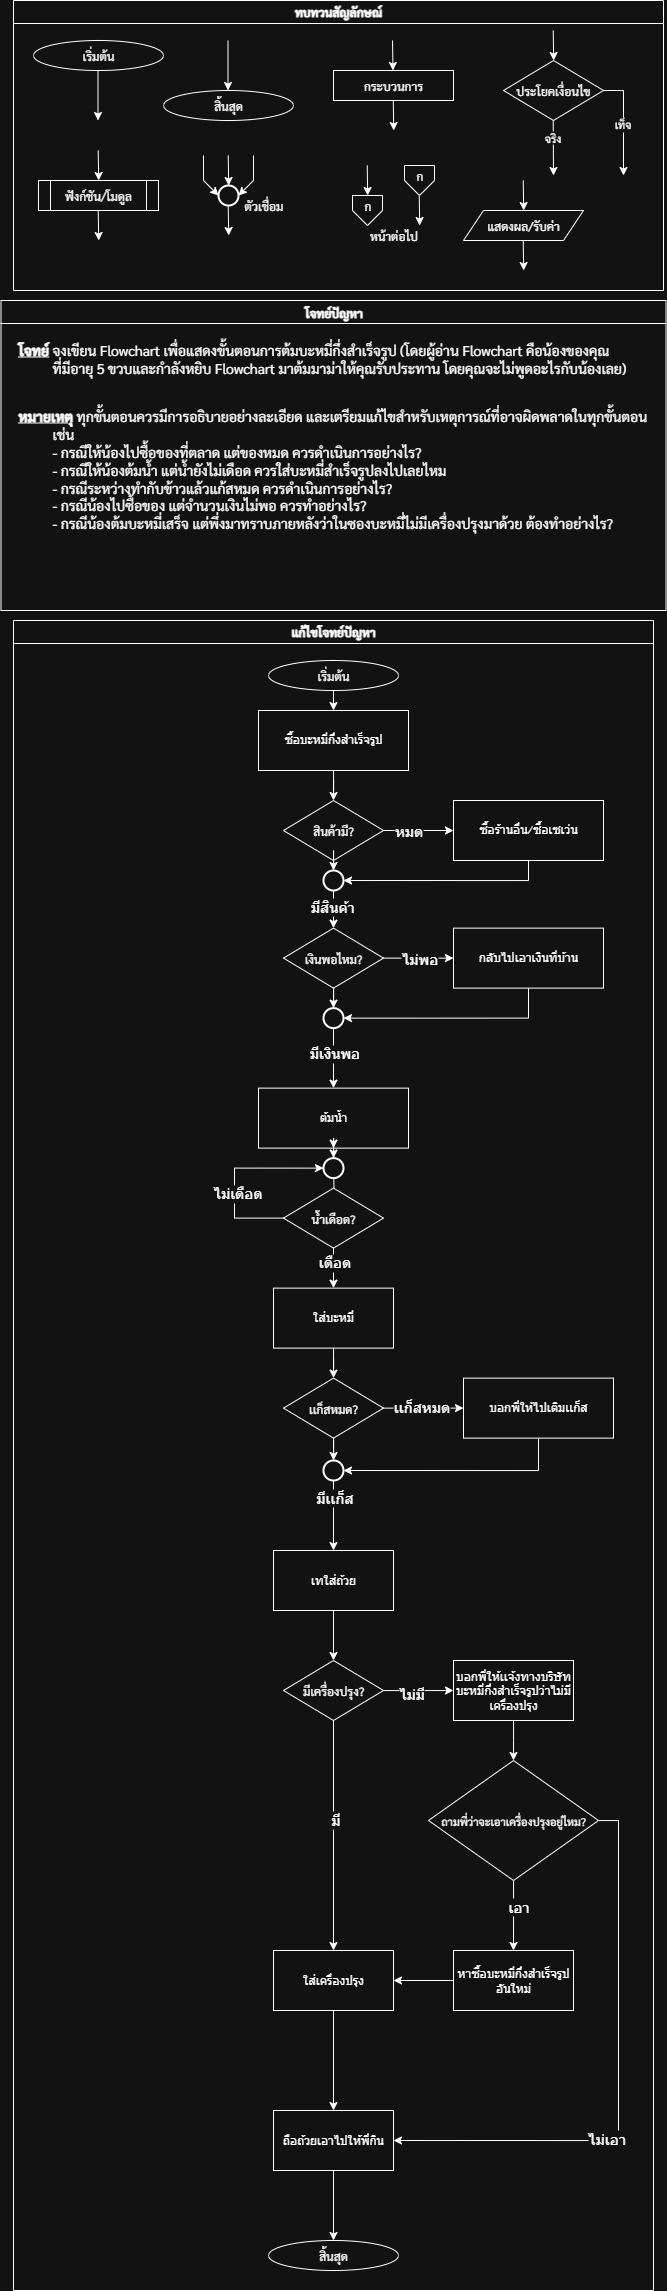 ทบทวนสัญลักษณ์
เริ่มต้น
สิ้นสุด
กระบวนการ
ประโยคเงื่อนไข
เท็จ
จริง
ฟังก์ชัน/โมดูล
ตัวเชื่อม
ก
ก
หน้าต่อไป
แสดงผล/รับค่า
โจทย์ปัญหา
โจทย์ จงเขียน Flowchart เพื่อแสดงขั้นตอนการต้มบะหมี่กึ่งสำเร็จรูป (โดยผู้อ่าน Flowchart คือน้องของคุณ
ที่มีอายุ 5 ขวบและกำลังหยิบ Flowchart มาต้มมาม่าให้คุณรับประทาน โดยคุณจะไม่พูดอะไรกับน้องเลย)
หมายเหตุ ทุกขั้นตอนควรมีการอธิบายอย่างละเอียด และเตรียมแก้ไขสำหรับเหตุการณ์ที่อาจผิดพลาดในทุกขั้นตอน
เช่น
- กรณีให้น้องไปซื้อของที่ตลาด แต่ของหมด ควรดำเนินการอย่างไร?
- กรณีให้น้องต้มน้ำ แต่น้ำยังไม่เดือด ควรใส่บะหมี่สำเร็จรูปลงไปเลยไหม
- กรณีระหว่างทำกับข้าวแล้วแก๊สหมด ควรดำเนินการอย่างไร?
- กรณีน้องไปซื้อของ แต่จำนวนเงินไม่พอ ควรทำอย่างไร?
- กรณีน้องต้มบะหมี่เสร็จ แต่พึ่งมาทราบภายหลังว่าในซองบะหมี่ไม่มีเครื่องปรุงมาด้วย ต้องทำอย่างไร?
แก้ไขโจทย์ปัญหา
เริ่มต้น
ซื้อบะหมี่กึ่งสำเร็จรูป
สินค้ามี?
หมด
ซื้อร้านอื่น/ซื้อเซเว่น
มีสินค้า
เงินพอไหม?
ไม่พอ
กลับไปเอาเงินที่บ้าน
มีเงินพอ
ต้มน้ำ
ไม่เดือด
น้ำเดือด?
เดือด
ใส่บะหมี่
แก็สหมด?
แก็สหมด
บอกพี่ให้ไปเติมแก็ส
มีแก็ส
เทใส่ถ้วย
มีเครื่องปรุง?
ไม่มี
บอกพี่ให้แจ้งทางบริษัท
บะหมี่กึ่งสำเร็จรูปว่าไม่มี
เครื่องปรุง
มี
ถามพี่ว่าจะเอาเครื่องปรุงอยู่ไหม?
เอา
ใส่เครื่องปรุง
หาซื้อบะหมี่กึ่งสำเร็จรูป
อันใหม่
ถือถ้วยเอาไปให้พี่กิน
ไม่เอา
สิ้นสุด